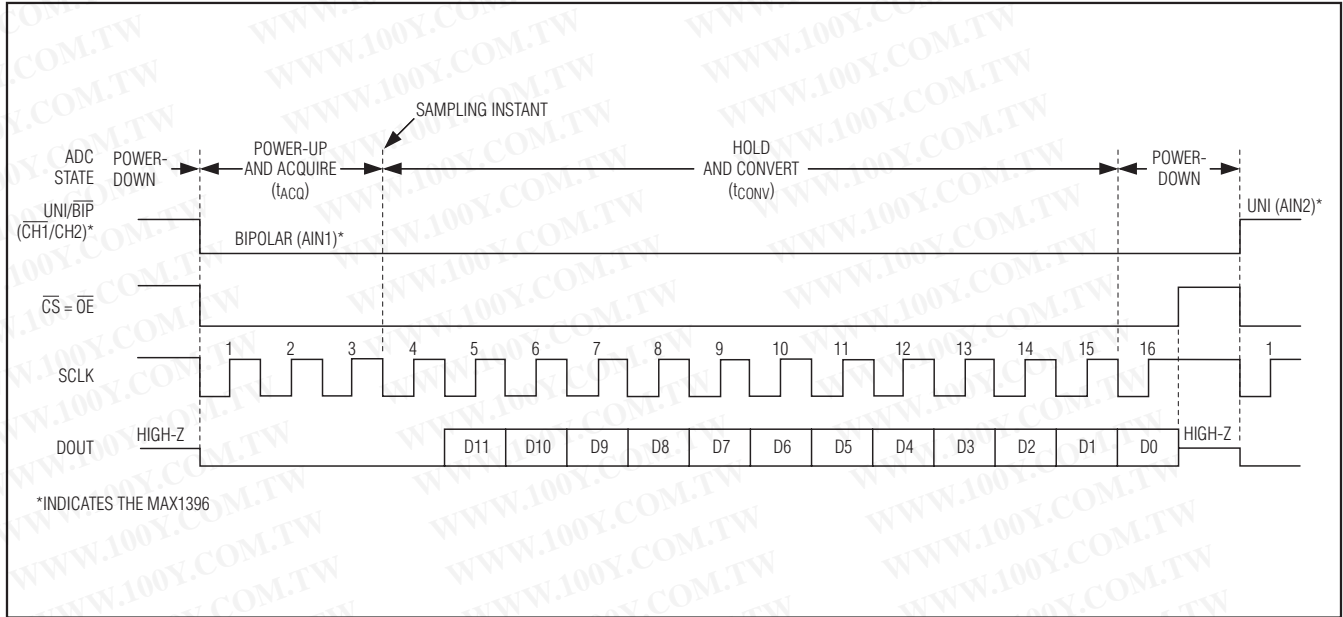 SAMPLING INSTANT
ADC
STATE
POWER-
DOWN
POWER-UP
AND ACQUIRE
(tACQ)
HOLD
AND CONVERT
(tCONV)
POWER-
DOWN
UNI/BIP
(CH1/CH2)*
BIPOLAR (AIN1)*
UNI (AIN2)*
CS = OE
SCLK
1 2 3 4 5 6 7 8 9 10 11 12 13 14 15 16 1
DOUT
HIGH-Z
D11 D10 D9 D8 D7 D6 D5 D4 D3 D2 D1 D0
HIGH-Z
*INDICATES THE MAX1396
WWW.100Y.COM.TW